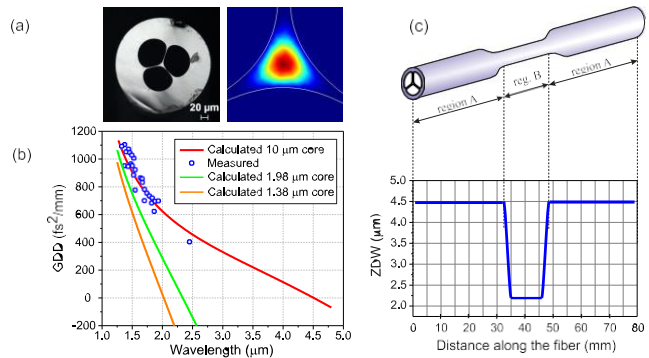 (a)
20 μm
(b)
1200
1000
800
600
400
200
0
-200
GDD (fs²/mm)
Calculated 10 μm core
Measured
Calculated 1.98 μm core
Calculated 1.38 μm core
1.0 1.5 2.0 2.5 3.0 3.5 4.0 4.5 5.0
Wavelength (μm)
(c)
region A
reg. B
region A
5.0
4.5
4.0
3.5
3.0
2.5
2.0
ZDW (μm)
0 10 20 30 40 50 60 70 80
Distance along the fiber (mm)